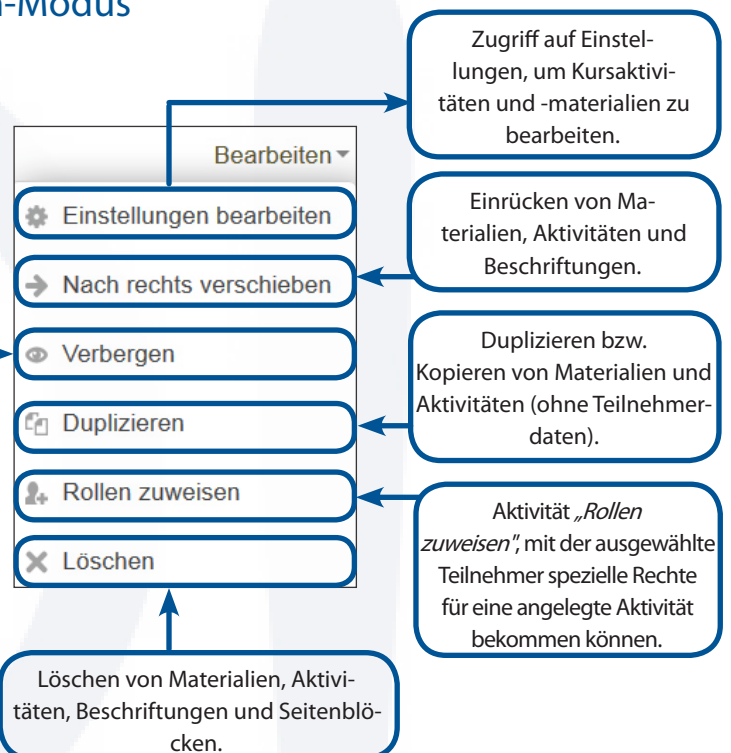 -Modus
Zugriff auf Einstel-
lungen, um Kursaktivi-
täten und -materialien zu
bearbeiten.
Bearbeiten
Einstellungen bearbeiten
Einrücken von Ma-
terialien, Aktivitäten und
Beschriftungen.
Nach rechts verschieben
Verbergen
Duplizieren bzw.
Kopieren von Materialien und
Aktivitäten (ohne Teilnehmer-
daten).
Duplizieren
Rollen zuweisen
Aktivität „Rollen
zuweisen", mit der ausgewählte
Teilnehmer spezielle Rechte
für eine angelegte Aktivität
bekommen können.
Löschen
Löschen von Materialien, Aktivi-
täten, Beschriftungen und Seitenblö-
cken.